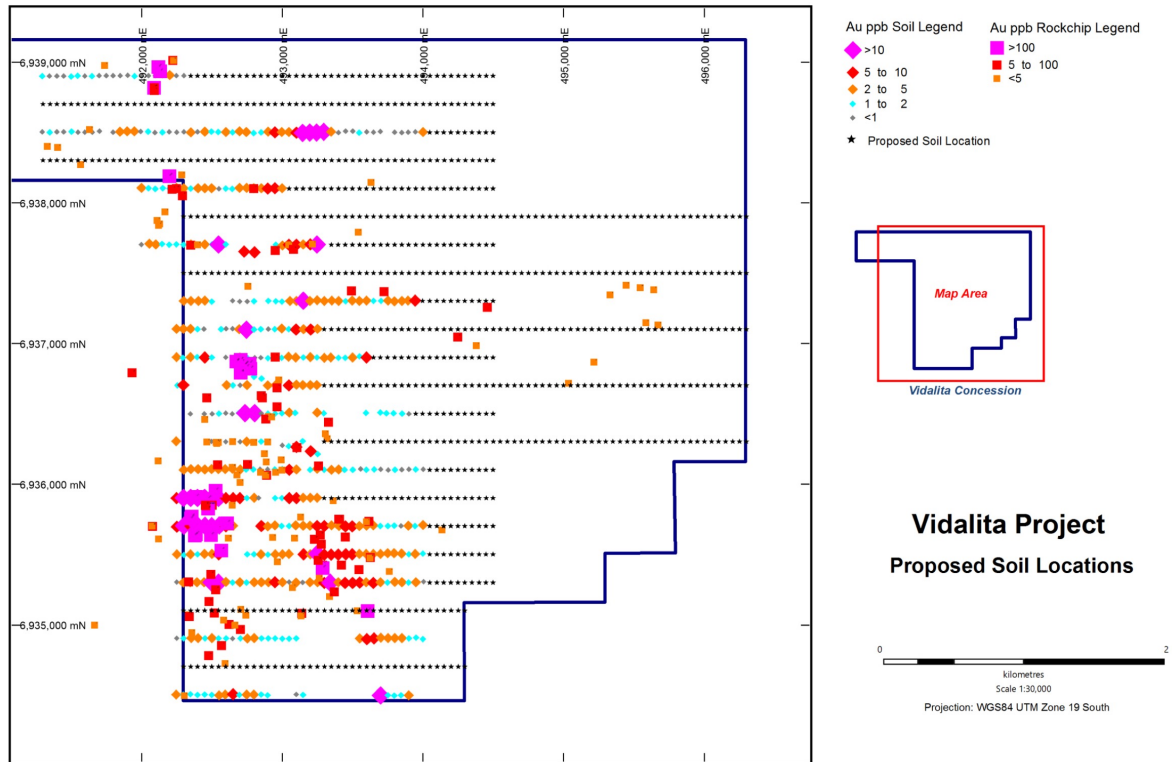 492,000 mE
493,000 mE
494,000 mE
495,000 mE
496,000 mE
6,939,000 mN
6,938,000 mN
6,937,000 mN
6,936,000 mN
6,935,000 mN
Au ppb Soil Legend
>10
5 to 10
2 to 5
1 to 2
<1
Proposed Soil Location
Au ppb Rockchip Legend
>100
5 to 100
<5
Map Area
Vidalita Concession
Vidalita Project
Proposed Soil Locations
0 2
kilometres
Scale 1:30,000
Projection: WGS84 UTM Zone 19 South